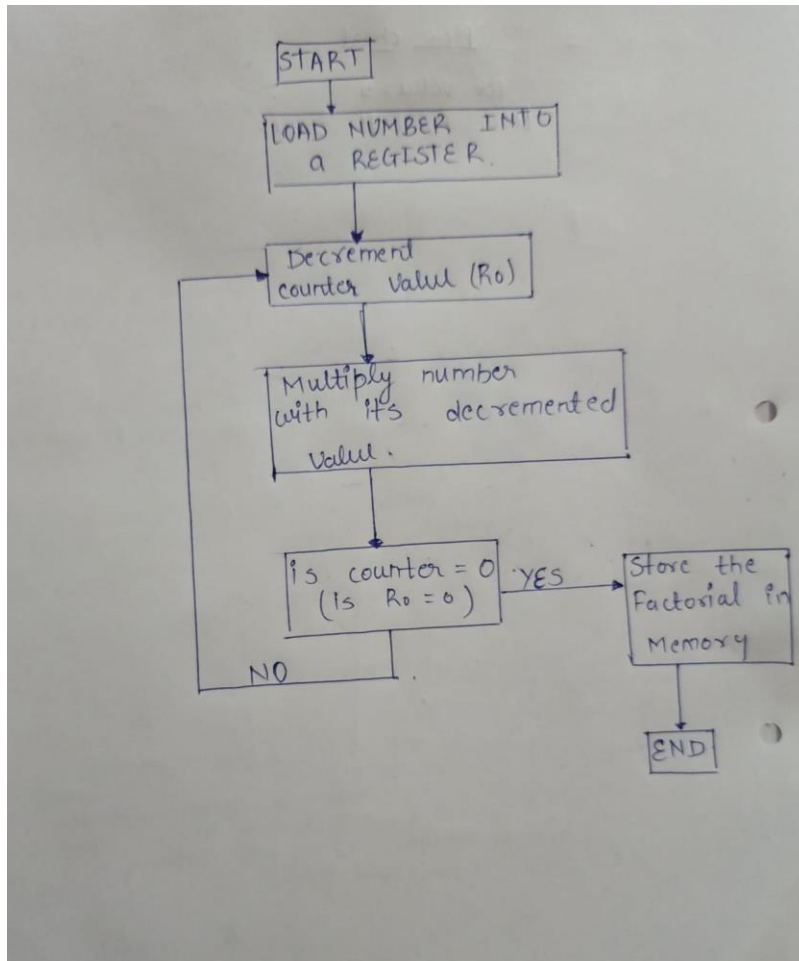 START
LOAD NUMBER INTO
a REGISTER.
Decrement
counter value (R0)
Multiply number
with its decremented
value.
is counter = 0
(is R0 = 0)
YES
Store the
Factorial in
Memory
NO
END